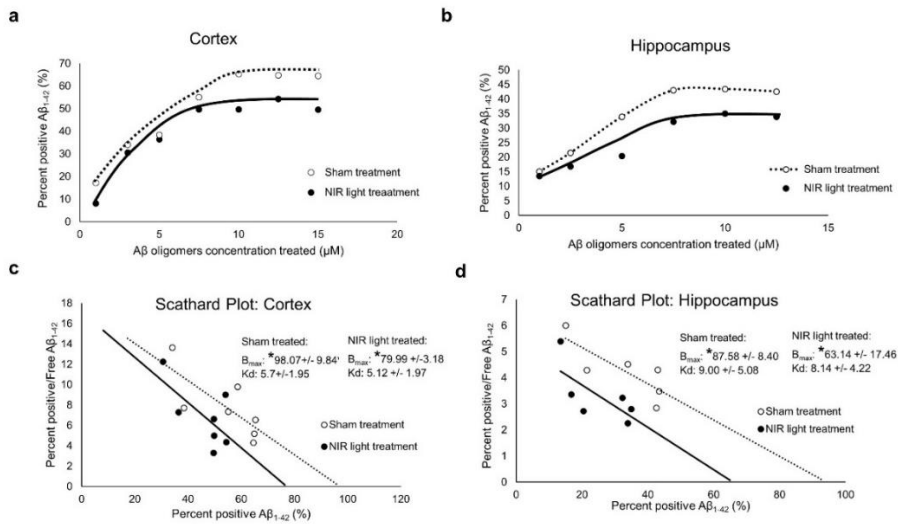 a
Cortex
Percent positive Aβ1-42 (%)
70
60
50
40
30
20
10
0
0
5
10
15
20
Sham treatment
NIR light treaatment
Aβ oligomers concentration treated (µM)
b
Hippocampus
Percent positive Aβ1-42 (%)
50
45
40
35
30
25
20
15
10
5
0
0
5
10
15
Sham treatment
NIR light treatment
Aβ oligomers concentration treated (µM)
c
Scathard Plot: Cortex
Percent positive/Free Aβ1-42
18
16
14
12
10
8
6
4
2
0
0
20
40
60
80
100
120
Sham treated:
Bmax: *98.07+/- 9.84'
Kd: 5.7+/-1.95
NIR light treated:
Bmax: *79.99 +/-3.18
Kd: 5.12 +/- 1.97
Sham treatment
NIR treatment
Percent positive Aβ1-42 (%)
d
Scathard Plot: Hippocampus
Percent positive/Free Aβ1-42
7
6
5
4
3
2
1
0
0
20
40
60
80
100
Sham treated:
Bmax: *87.58 +/- 8.40
Kd: 9.00 +/- 5.08
NIR light treated:
Bmax: *63.14 +/- 17.46
Kd: 8.14 +/- 4.22
Sham treatment
NIR light treatment
Percent positive Aβ1-42 (%)